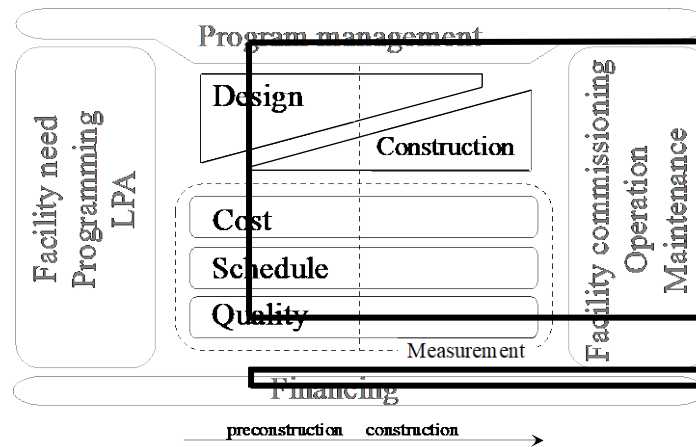 Program management
Facility need
Programming
LPA
Design
Construction
Cost
Schedule
Quality
Measurement
Facility commissioning
Operation
Maintenance
Financing
preconstruction construction